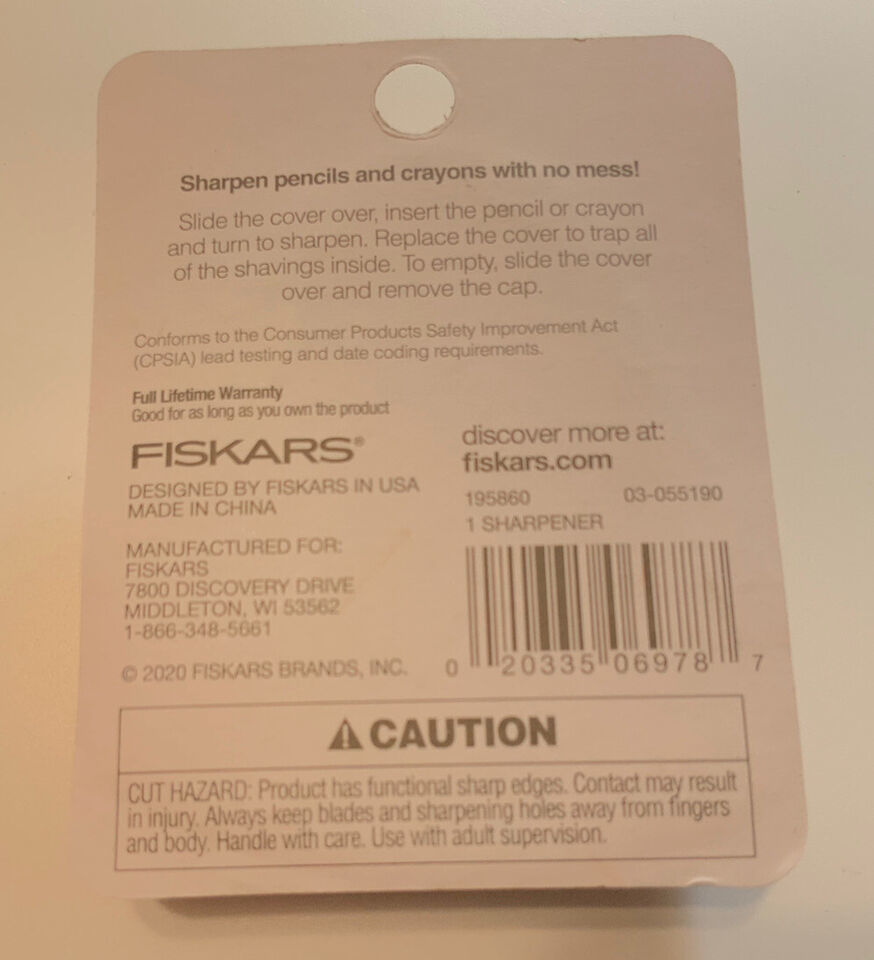 Sharpen pencils and crayons with no mess!
Slide the cover over, insert the pencil or crayon
and turn to sharpen. Replace the cover to trap all
of the shavings inside. To empty, slide the cover
over and remove the cap.
Conforms to the Consumer Products Safety Improvement Act
(CPSIA) lead testing and date coding requirements.
Full Lifetime Warranty
Good for as long as you own the product
FISKARS®
DESIGNED BY FISKARS IN USA
MADE IN CHINA
MANUFACTURED FOR:
FISKARS
7800 DISCOVERY DRIVE
MIDDLETON, WI 53562
1-866-348-5661
© 2020 FISKARS BRANDS, INC.
discover more at:
fiskars.com
195860 03-055190
1 SHARPENER
0 20335 06978 7
CAUTION
CUT HAZARD: Product has functional sharp edges. Contact may result
in injury. Always keep blades and sharpening holes away from fingers
and body. Handle with care. Use with adult supervision.